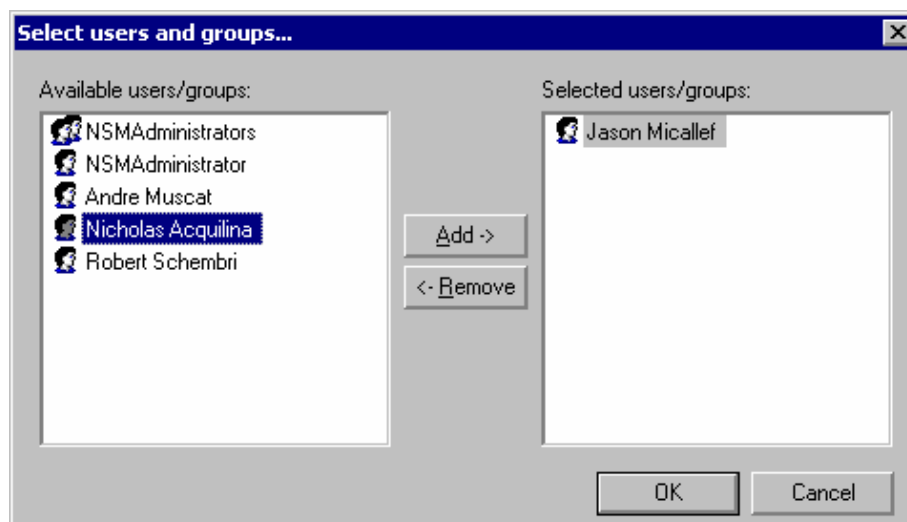 Select users and groups...
Available users/groups:
NSMAdministrators
NSMAdministrator
Andre Muscat
Nicholas Acquilina
Robert Schembri
Add ->
<- Remove
Selected users/groups:
Jason Micallef
OK
Cancel